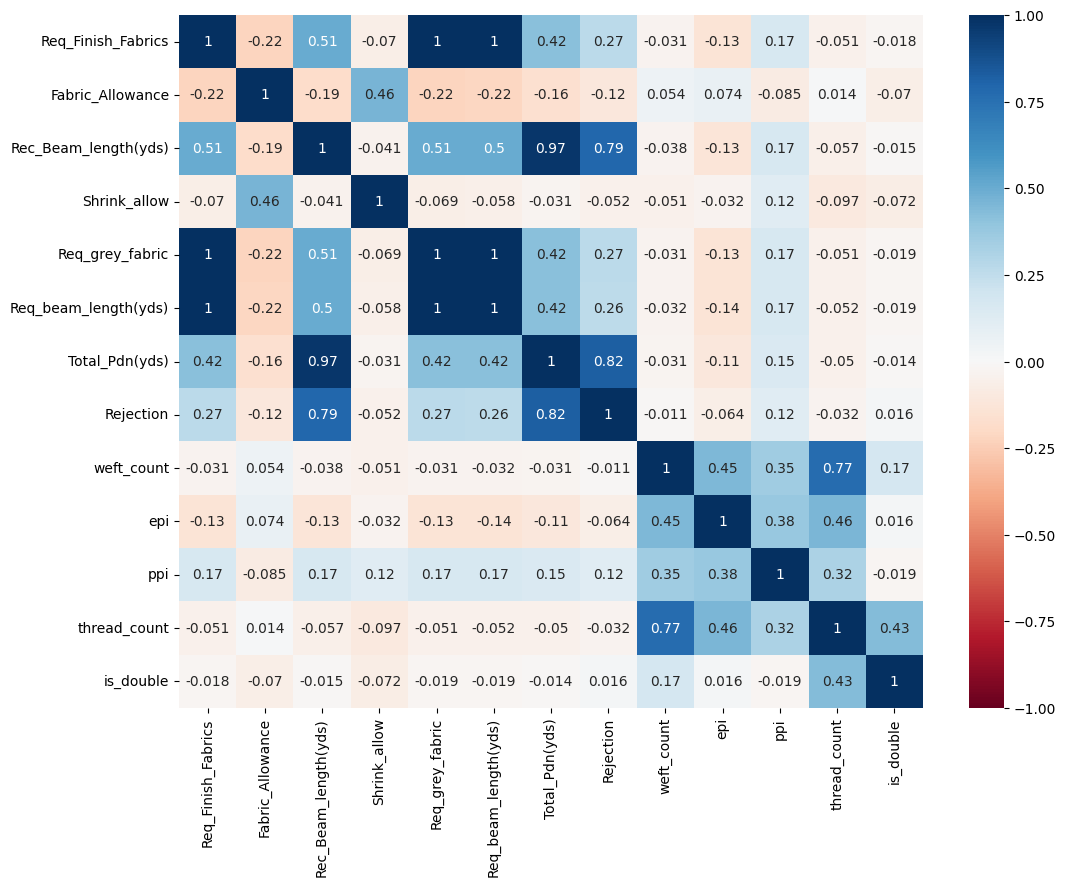 Req_Finish_Fabrics 1 -0.22 0.51 -0.07 1 1 0.42 0.27 -0.031 -0.13 0.17 -0.051 -0.018
Fabric_Allowance -0.22 1 -0.19 0.46 -0.22 -0.22 -0.16 -0.12 0.054 0.074 -0.085 0.014 -0.07
Rec_Beam_length(yds) 0.51 -0.19 1 -0.041 0.51 0.5 0.97 0.79 -0.038 -0.13 0.17 -0.057 -0.015
Shrink_allow -0.07 0.46 -0.041 1 -0.069 -0.058 -0.031 -0.052 -0.051 -0.032 0.12 -0.097 -0.072
Req_grey_fabric 1 -0.22 0.51 -0.069 1 1 0.42 0.27 -0.031 -0.13 0.17 -0.051 -0.019
Req_beam_length(yds) 1 -0.22 0.5 -0.058 1 1 0.42 0.26 -0.032 -0.14 0.17 -0.052 -0.019
Total_Pdn(yds) 0.42 -0.16 0.97 -0.031 0.42 0.42 1 0.82 -0.031 -0.11 0.15 -0.05 -0.014
Rejection 0.27 -0.12 0.79 -0.052 0.27 0.26 0.82 1 -0.011 -0.064 0.12 -0.032 0.016
weft_count -0.031 0.054 -0.038 -0.051 -0.031 -0.032 -0.031 -0.011 1 0.45 0.35 0.77 0.17
epi -0.13 0.074 -0.13 -0.032 -0.13 -0.14 -0.11 -0.064 0.45 1 0.38 0.46 0.016
ppi 0.17 -0.085 0.17 0.12 0.17 0.17 0.15 0.12 0.35 0.38 1 0.32 -0.019
thread_count -0.051 0.014 -0.057 -0.097 -0.051 -0.052 -0.05 -0.032 0.77 0.46 0.32 1 0.43
is_double -0.018 -0.07 -0.015 -0.072 -0.019 -0.019 -0.014 0.016 0.17 0.016 -0.019 0.43 1
Req_Finish_Fabrics
Fabric_Allowance
Rec_Beam_length(yds)
Shrink_allow
Req_grey_fabric
Req_beam_length(yds)
Total_Pdn(yds)
Rejection
weft_count
epi
ppi
thread_count
is_double
1.00
0.75
0.50
0.25
0.00
−0.25
−0.50
−0.75
−1.00